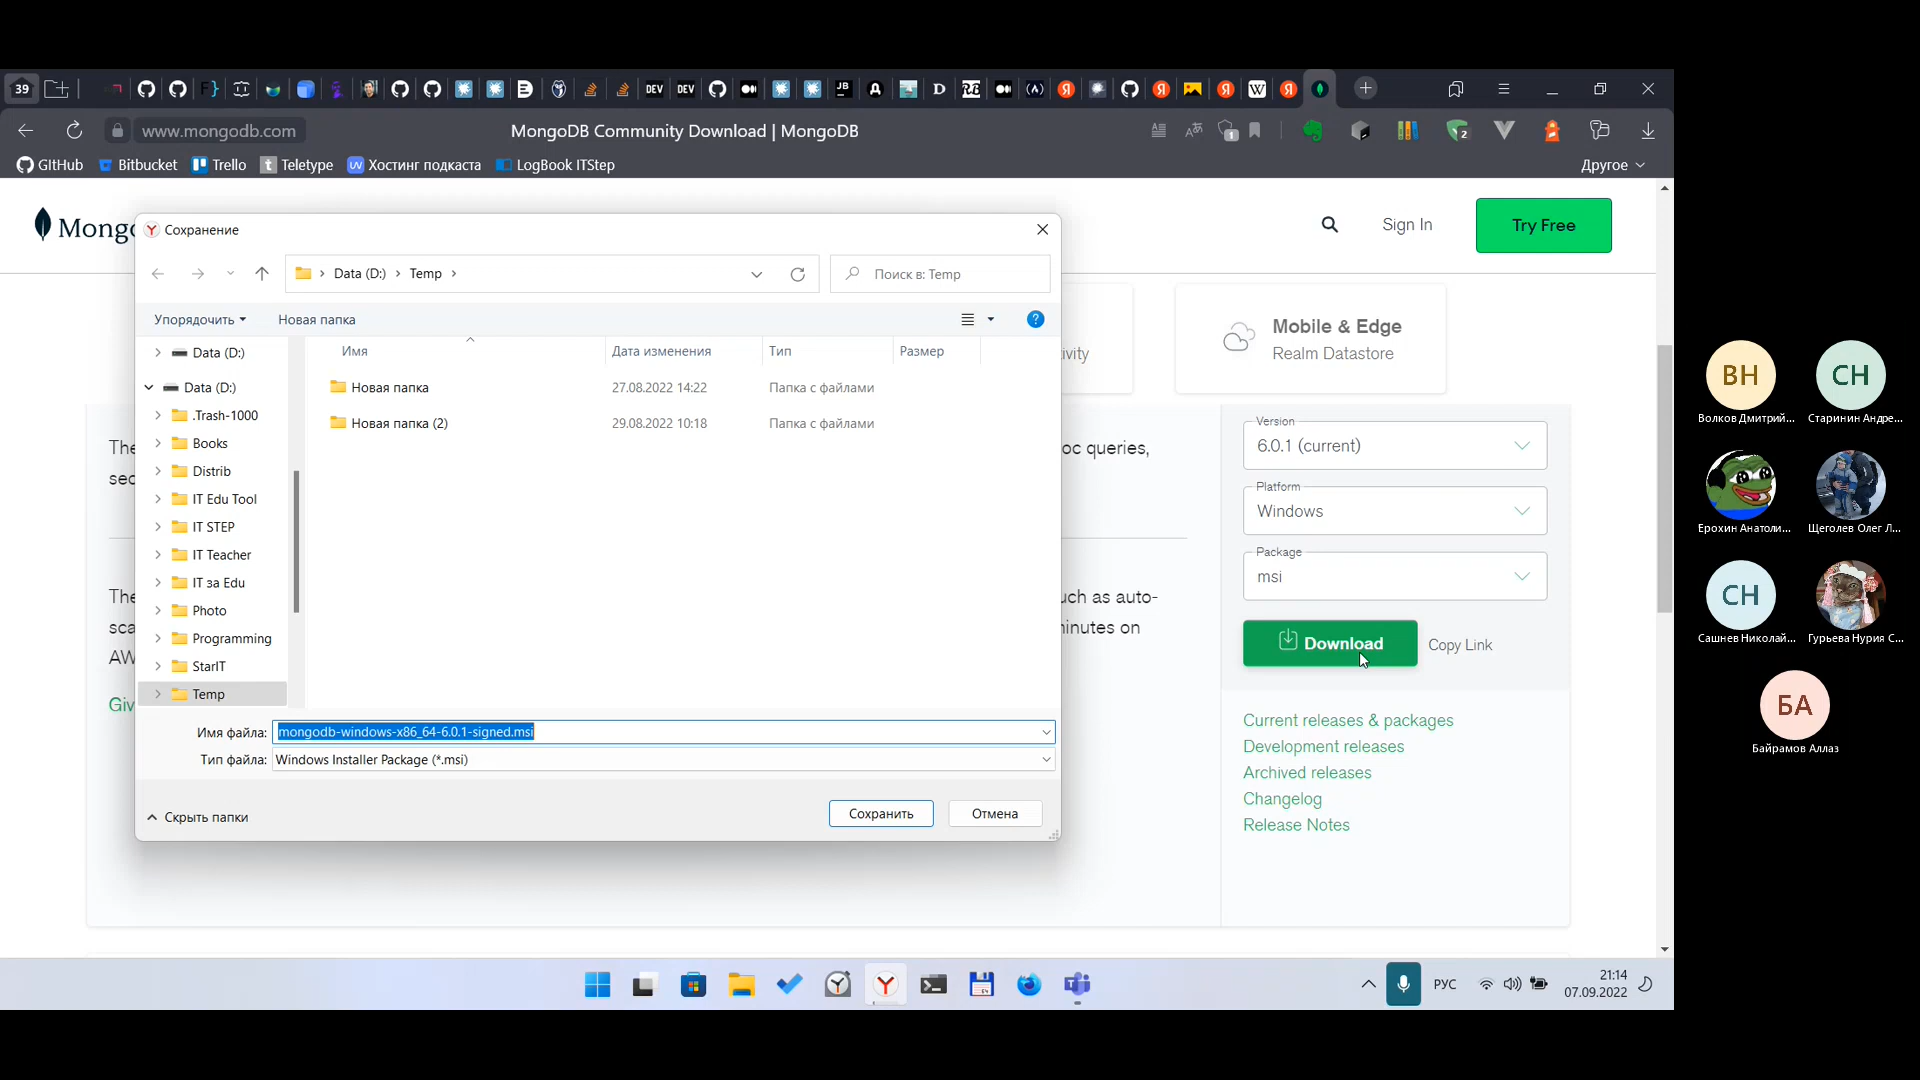 39
DEV
DEV
JB
www.mongodb.com
MongoDB Community Download | MongoDB
1
2
GItHub
Bitbucket
Trello
Teletype
Хостинг подкаста
LogBook ITStep
Другое
Sign In
Try Free
Сохранение
Data (D:)
Temp
Поиск в: Temp
Упорядочить
Новая папка
Имя
Дата изменения
Тип
Размер
Data (D:)
Data (D:)
.Trash-1000
Books
Distrib
IT Edu Tool
IT STEP
IT Teacher
IT за Edu
Photo
Programming
StarIT
Temp
Новая папка 27.08.2022 14:22 Папка с файлами
Новая папка (2) 29.08.2022 10:18 Папка с файлами
Имя файла: mongodb-windows-x86_64-6.0.1-signed.msi
Тип файла: Windows Installer Package (*.msi)
Скрыть папки
Сохранить
Отмена
Mobile & Edge
Realm Datastore
oc queries,
uch as auto-
Version
6.0.1 (current)
Platform
Windows
Package
msi
Download
Copy Link
Current releases & packages
Development releases
Archived releases
Changelog
Release Notes
РУС
21:14
07.09.2022
ВН
Волков Дмитрий...
СН
Старинин Андре...
Ерохин Анатоли...
Щеголев Олег Л...
СН
Сашнев Николай...
Гурьева Нурия С...
БА
Байрамов Аллаз